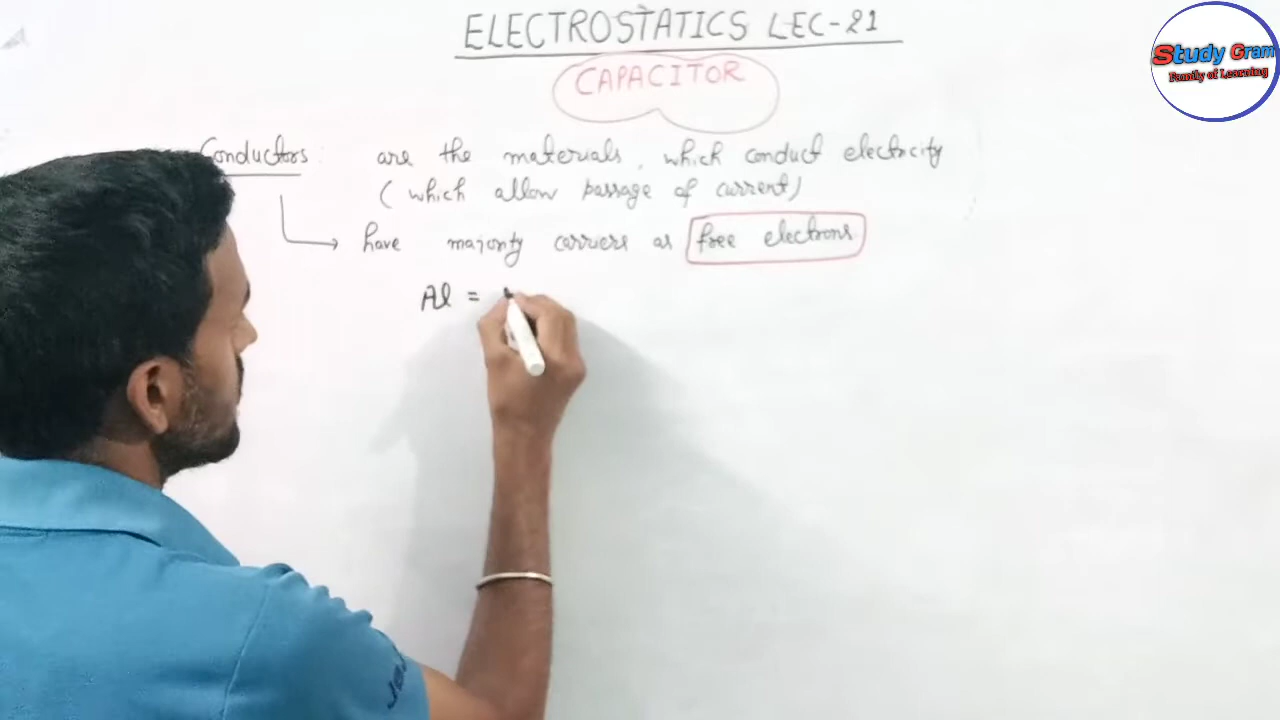 ELECTROSTATICS LEC-21
CAPACITOR
Study Gram
Family of Learning
Conductors : are the materials, which conduct electricity
( which allow passage of current)
have majority carriers as free electrons
Al =